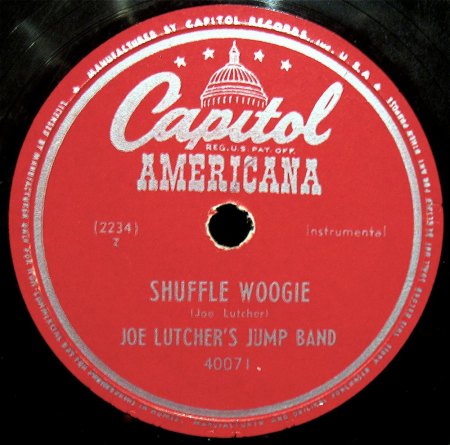 MANUFACTURED BY CAPITOL RECORDS, Inc. U.S.A.
Capitol
REG. U.S. PAT. OFF.
AMERICANA
(2234)
Z
Instrumental
SHUFFLE WOOGIE
(Joe Lutcher)
JOE LUTCHER'S JUMP BAND
40071